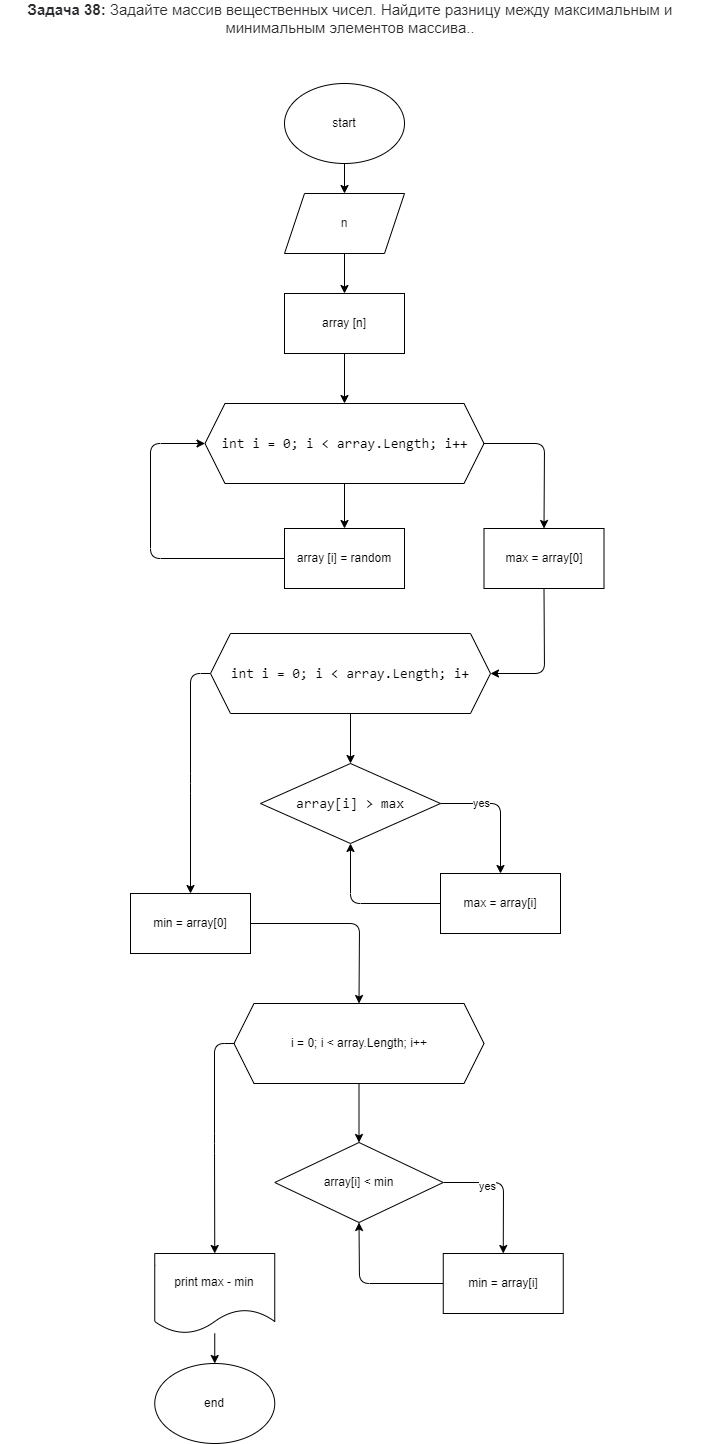 Задача 38: Задайте массив вещественных чисел. Найдите разницу между максимальным и
минимальным элементов массива..
start
n
array [n]
int i = 0; i < array.Length; i++
array [i] = random
max = array[0]
int i = 0; i < array.Length; i+
array[i] > max
yes
max = array[i]
min = array[0]
i = 0; i < array.Length; i++
array[i] < min
yes
min = array[i]
print max - min
end